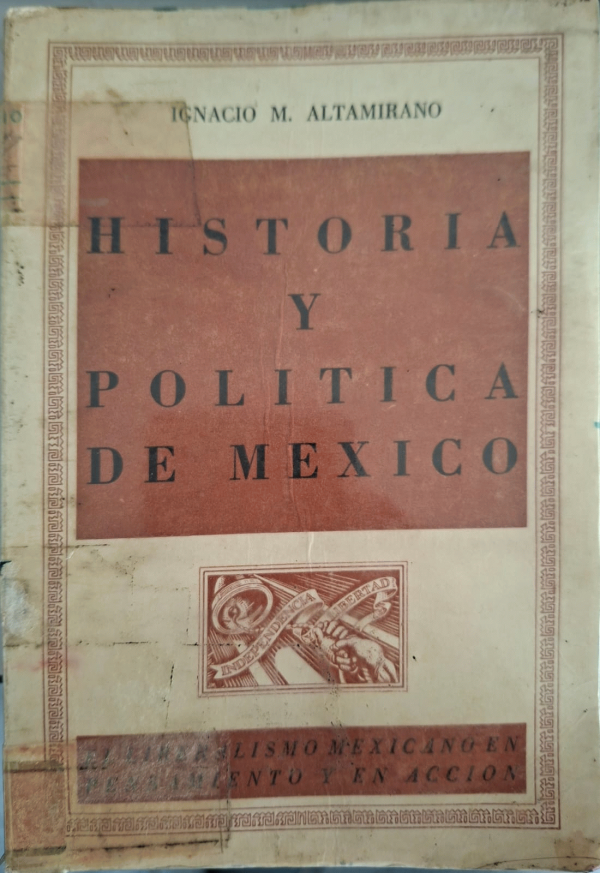 IGNACIO M. ALTAMIRANO
HISTORIA
Y
POLITICA
DE MEXICO
INDEPENDENCIA
LIBERTAD
EL LIBERALISMO MEXICANO EN
PENSAMIENTO Y EN ACCION